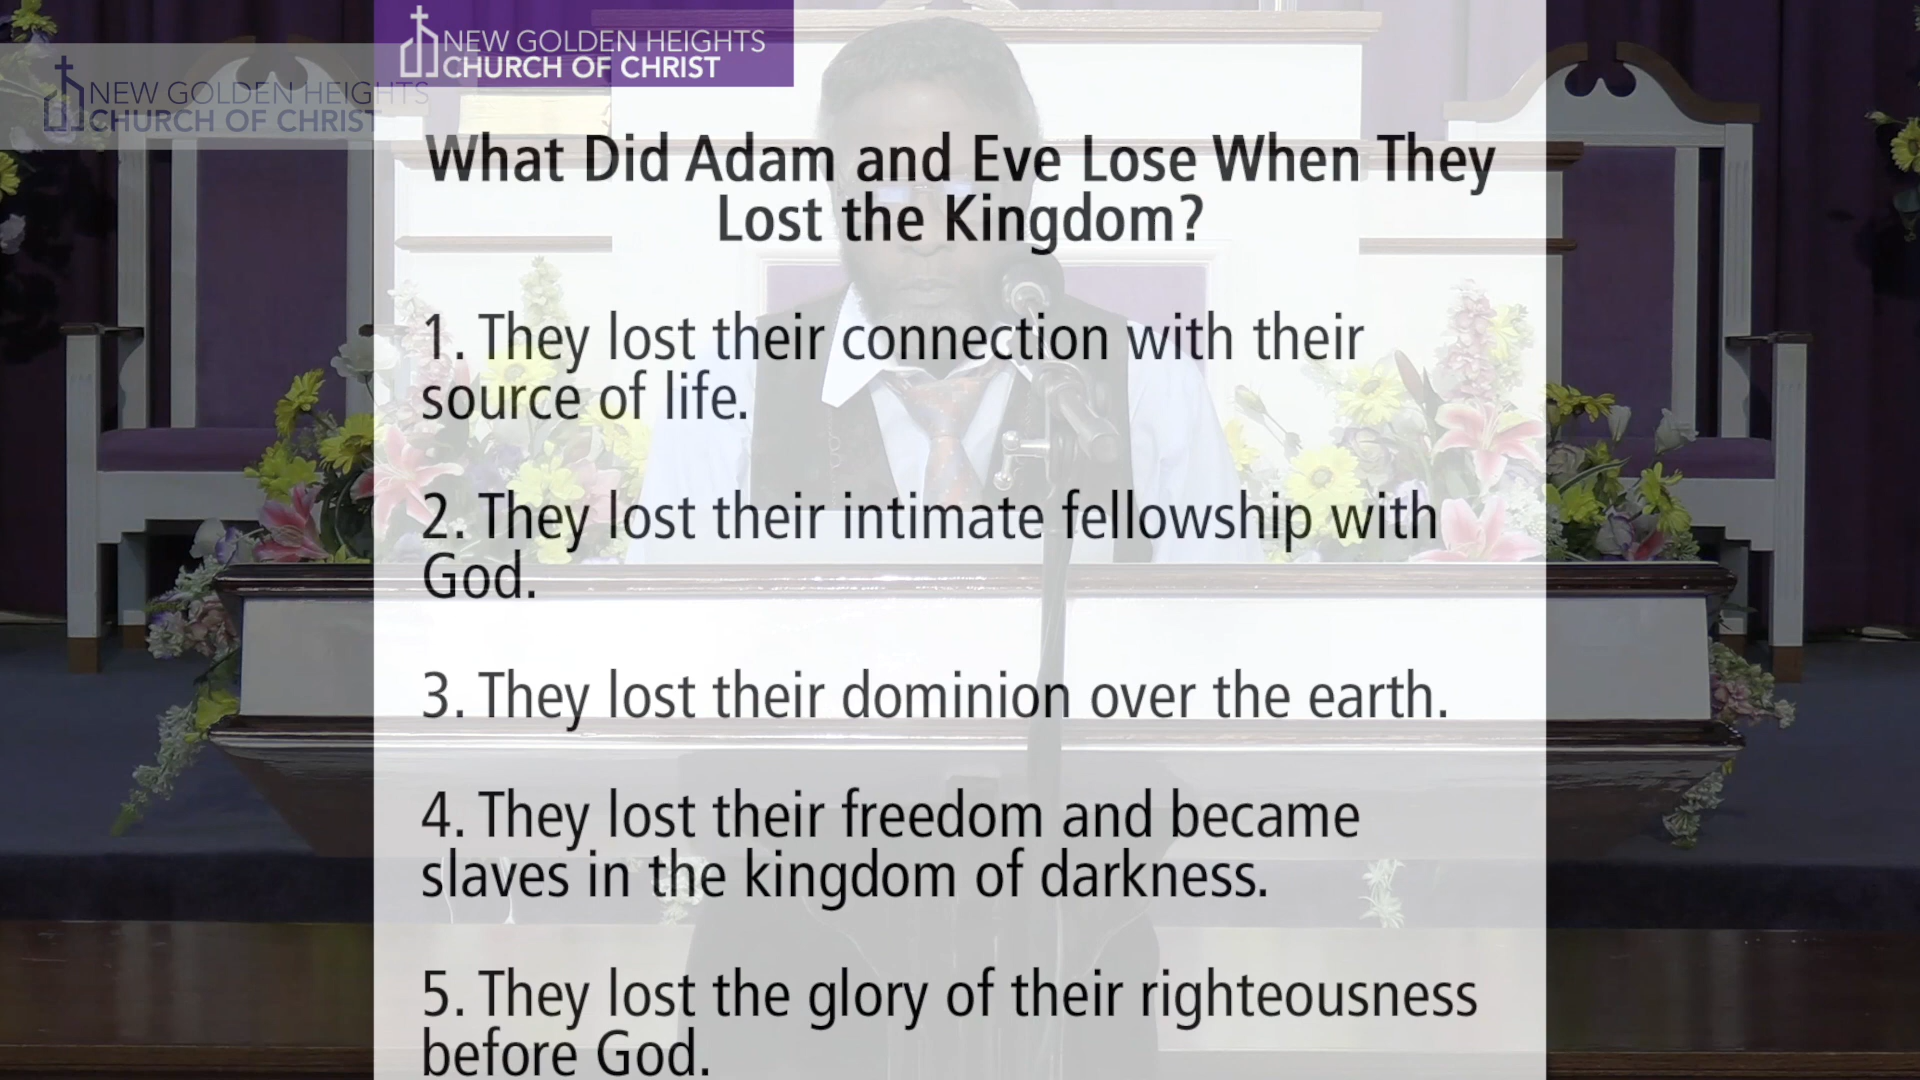 NEW GOLDEN HEIGHTS
CHURCH OF CHRIST
NEW GOLDEN HEIGHTS
CHURCH OF CHRIST
What Did Adam and Eve Lose When They
Lost the Kingdom?
1. They lost their connection with their
source of life.
2. They lost their intimate fellowship with
God.
3. They lost their dominion over the earth.
4. They lost their freedom and became
slaves in the kingdom of darkness.
5. They lost the glory of their righteousness
before God.